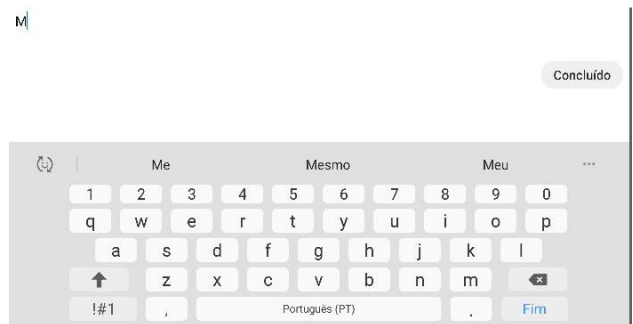 M
Concluído
Me Mesmo Meu ...
1 2 3 4 5 6 7 8 9 0
q w e r t y u i o p
a s d f g h j k l
z x c v b n m
!#1 , Português (PT) . Fim